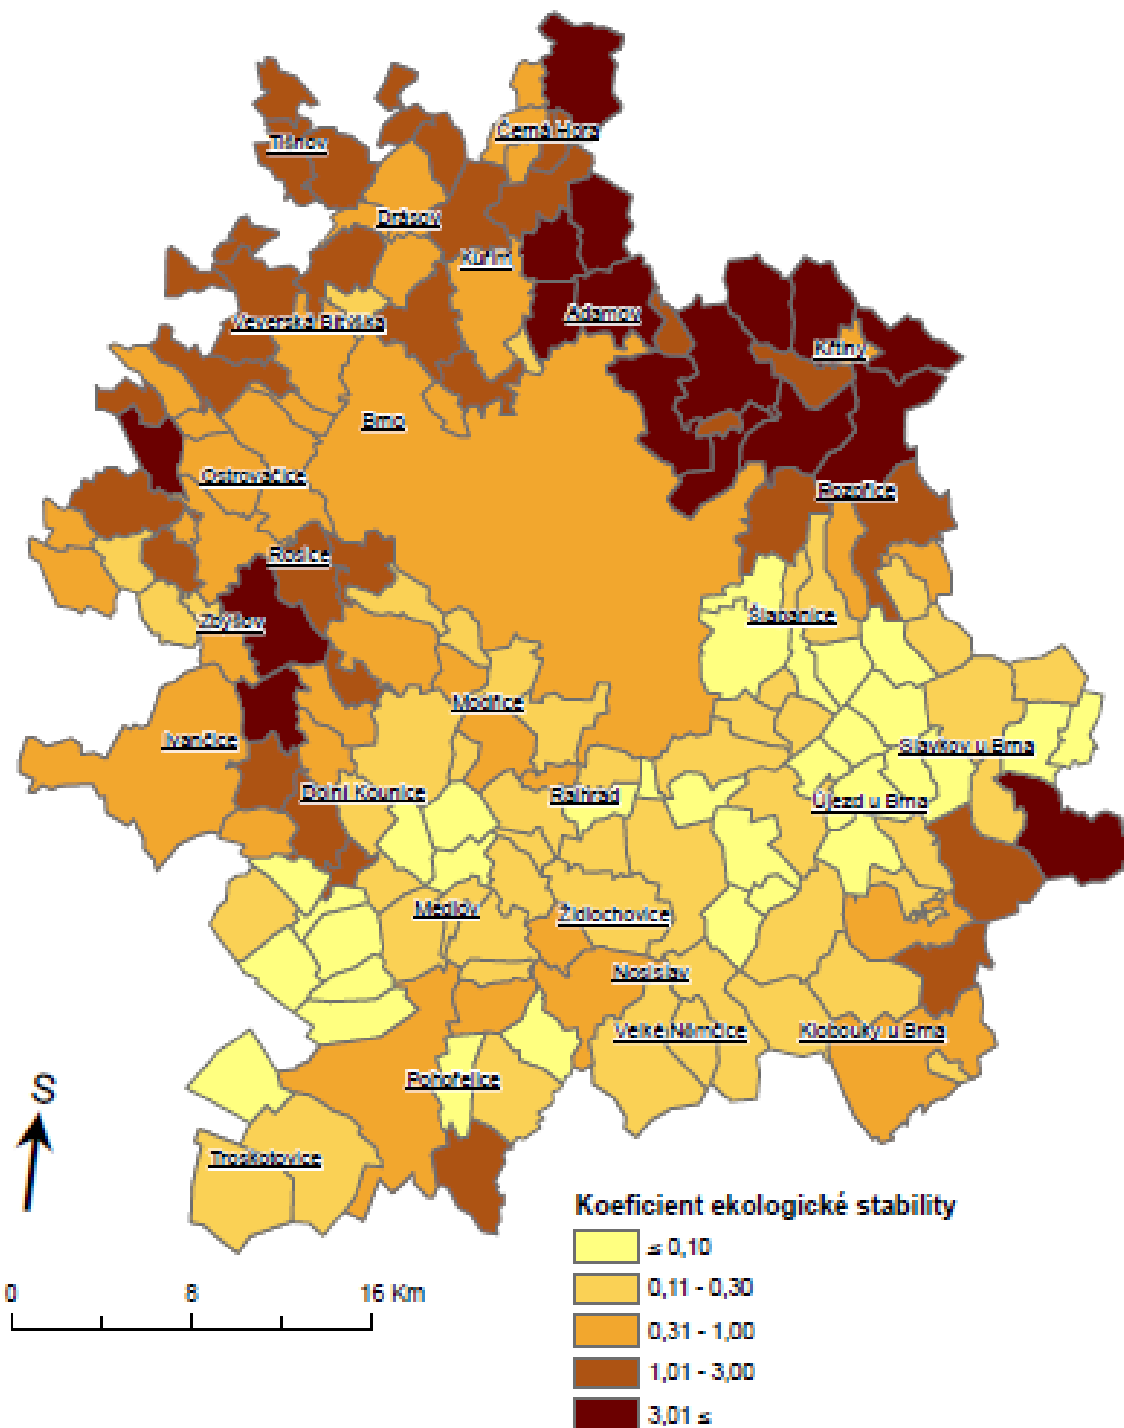 Černá Hora
Tišnov
Drásov
Kuřim
Adamov
Veverská Bítýška
Křtiny
Brno
Ostrovačice
Pozořice
Rosice
Zbýšov
Šlapanice
Modřice
Ivančice
Slavkov u Brna
Dolní Kounice
Rajhrad
Újezd u Brna
Medlov
Židlochovice
Nosislav
Velké Němčice
Klobouky u Brna
Pohořelice
S
Troskotovice
Koeficient ekologické stability
≤ 0,10
0,11 - 0,30
0,31 - 1,00
1,01 - 3,00
3,01 ≤
0 8 16 Km